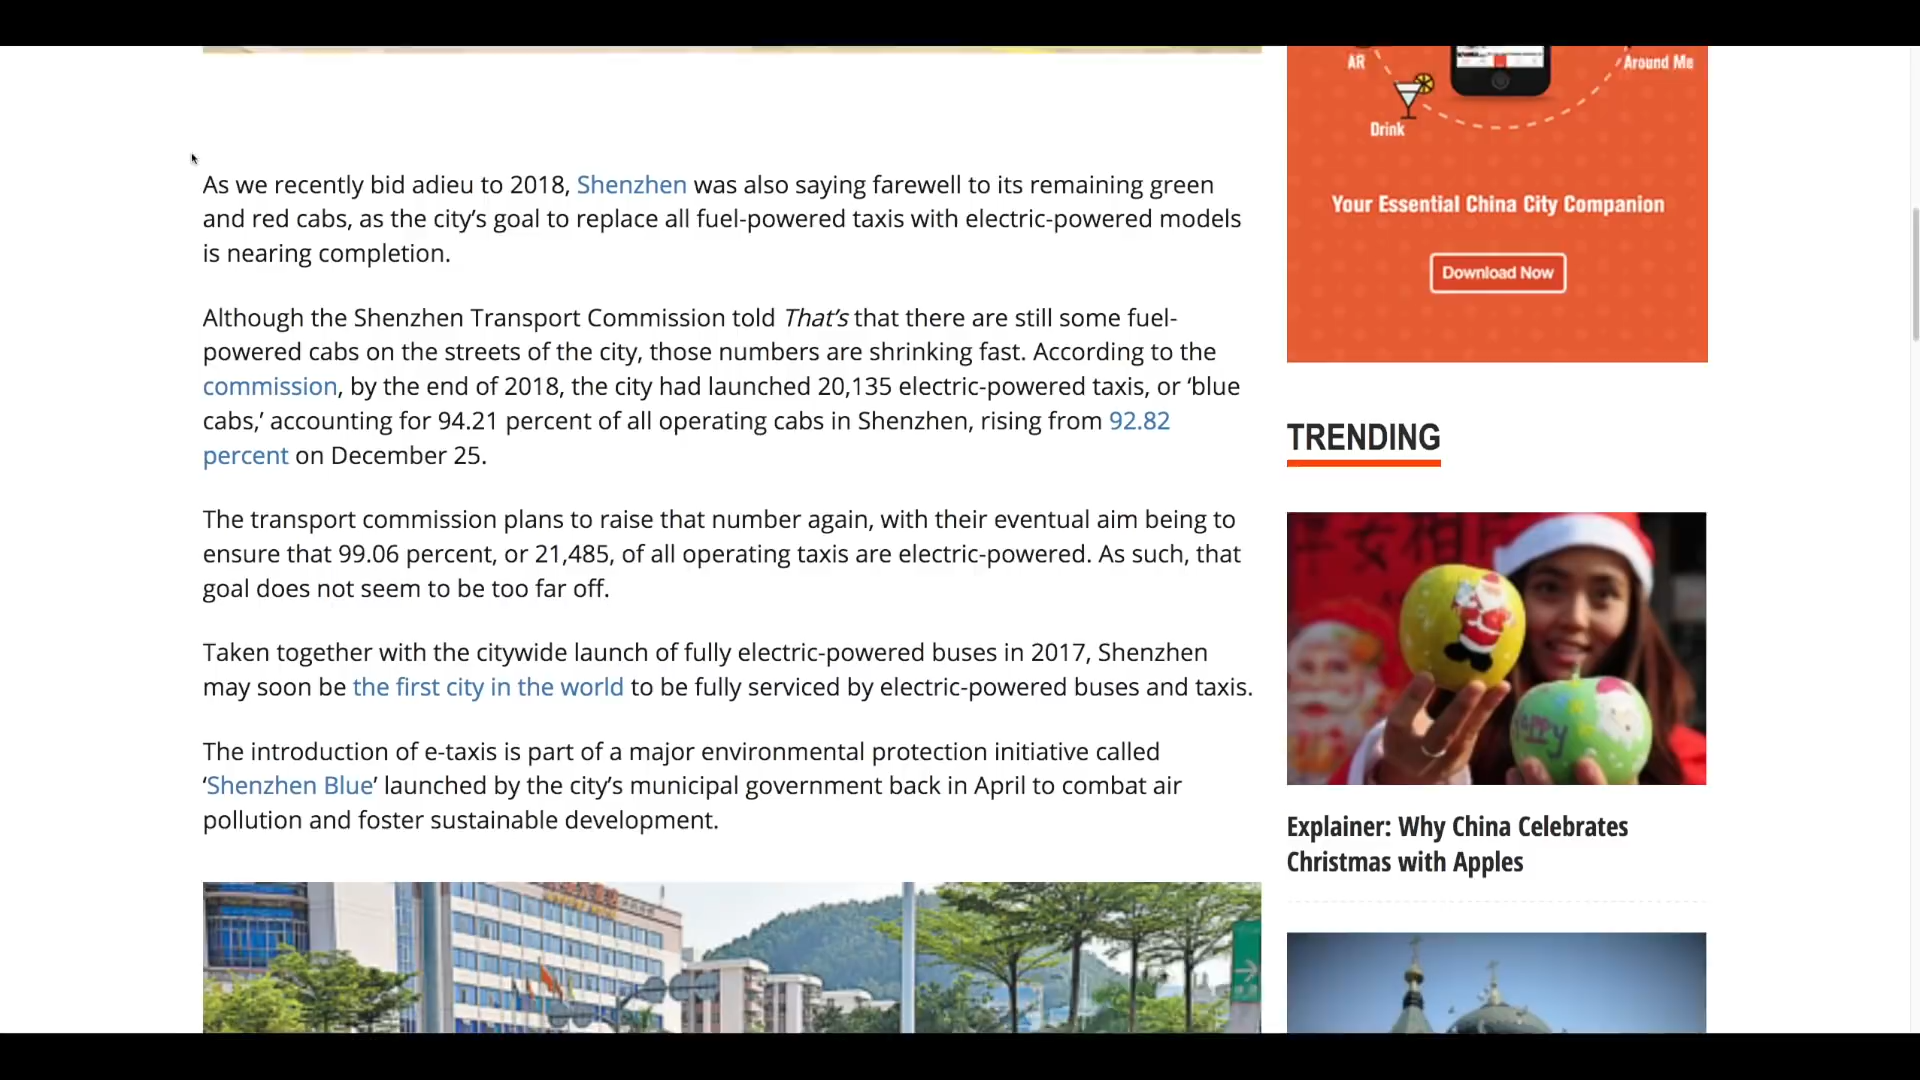 As we recently bid adieu to 2018, Shenzhen was also saying farewell to its remaining green
and red cabs, as the city’s goal to replace all fuel-powered taxis with electric-powered models
is nearing completion.
Although the Shenzhen Transport Commission told That’s that there are still some fuel-
powered cabs on the streets of the city, those numbers are shrinking fast. According to the
commission, by the end of 2018, the city had launched 20,135 electric-powered taxis, or ‘blue
cabs,’ accounting for 94.21 percent of all operating cabs in Shenzhen, rising from 92.82
percent on December 25.
The transport commission plans to raise that number again, with their eventual aim being to
ensure that 99.06 percent, or 21,485, of all operating taxis are electric-powered. As such, that
goal does not seem to be too far off.
Taken together with the citywide launch of fully electric-powered buses in 2017, Shenzhen
may soon be the first city in the world to be fully serviced by electric-powered buses and taxis.
The introduction of e-taxis is part of a major environmental protection initiative called
‘Shenzhen Blue’ launched by the city’s municipal government back in April to combat air
pollution and foster sustainable development.
AR
Around Me
Drink
Your Essential China City Companion
Download Now
TRENDING
Happy
Explainer: Why China Celebrates
Christmas with Apples